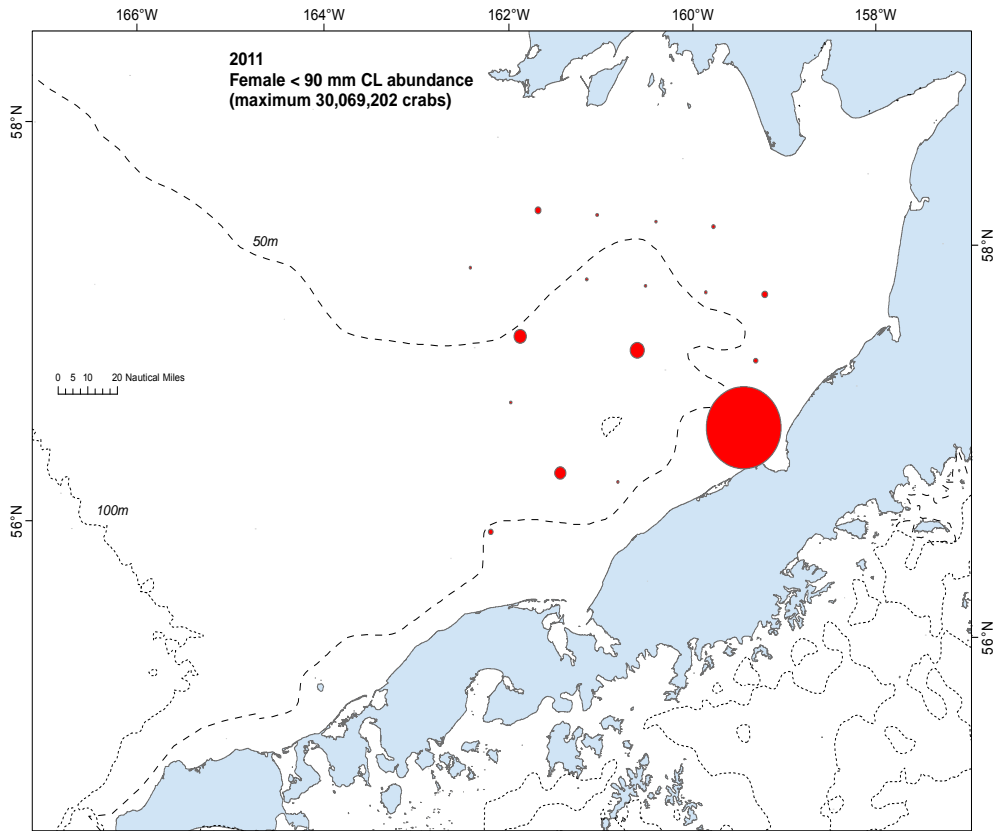 166°W 164°W 162°W 160°W 158°W
2011
Female < 90 mm CL abundance
(maximum 30,069,202 crabs)
58°N
58°N
50m
0 5 10 20 Nautical Miles
100m
56°N
56°N